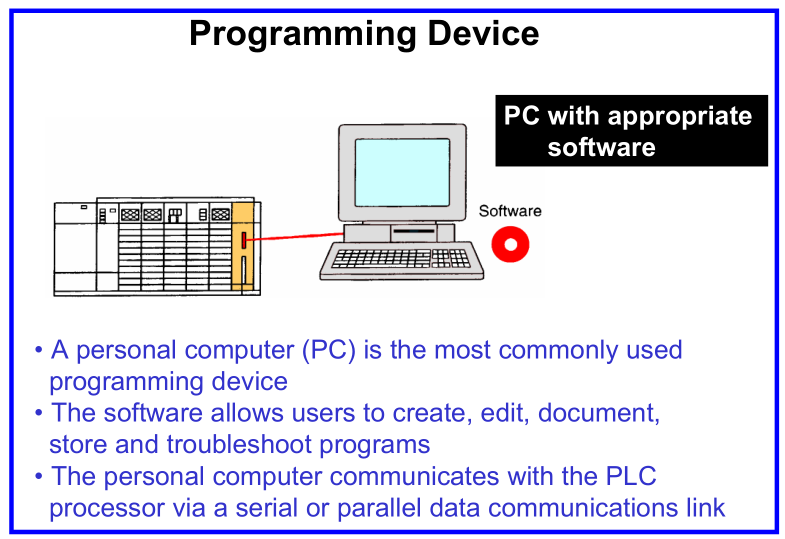 Programming Device
PC with appropriate
software
Software
• A personal computer (PC) is the most commonly used
programming device
• The software allows users to create, edit, document,
store and troubleshoot programs
• The personal computer communicates with the PLC
processor via a serial or parallel data communications link